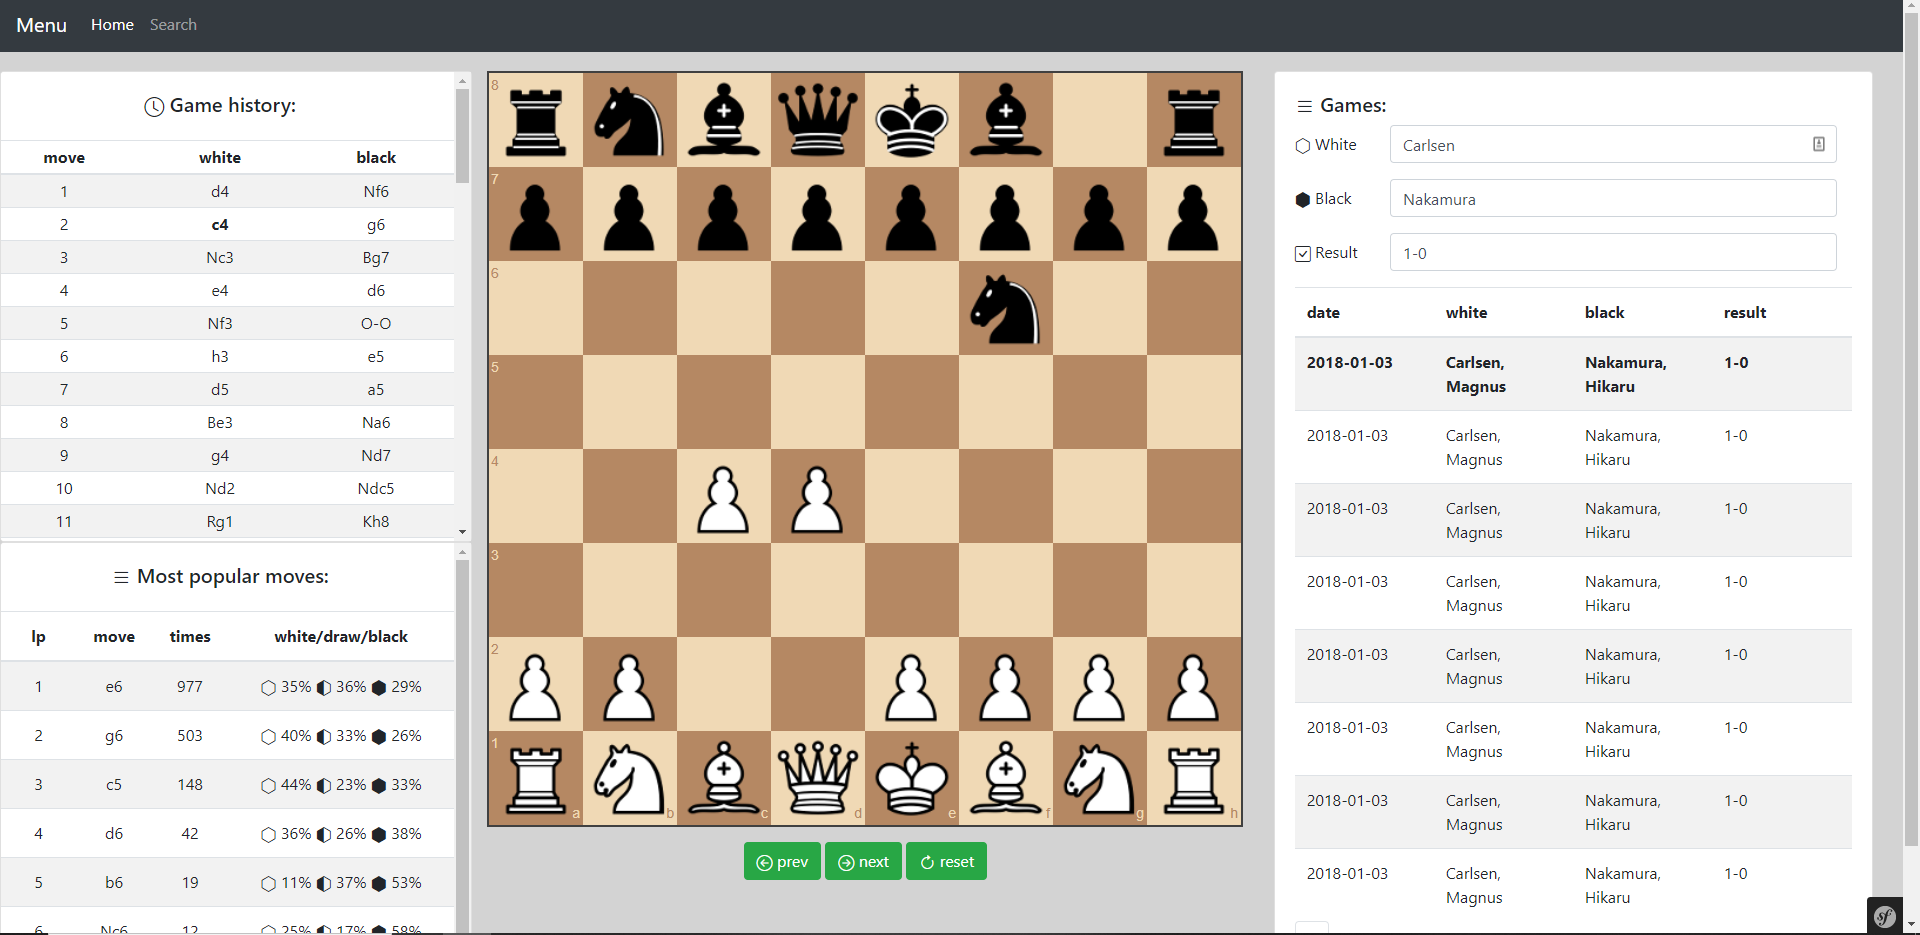 Menu Home Search
Game history:
move white black
1 d4 Nf6
2 c4 g6
3 Nc3 Bg7
4 e4 d6
5 Nf3 O-O
6 h3 e5
7 d5 a5
8 Be3 Na6
9 g4 Nd7
10 Nd2 Ndc5
11 Rg1 Kh8
Most popular moves:
lp move times white/draw/black
1 e6 977 35% 36% 29%
2 g6 503 40% 33% 26%
3 c5 148 44% 23% 33%
4 d6 42 36% 26% 38%
5 b6 19 11% 37% 53%
6 Nc6 12 25% 17% 58%
8
7
6
5
4
3
2
1
a b c d e f g h
prev next reset
Games:
White Carlsen
Black Nakamura
Result 1-0
date white black result
2018-01-03 Carlsen, Nakamura, 1-0
Magnus Hikaru
2018-01-03 Carlsen, Nakamura, 1-0
Magnus Hikaru
2018-01-03 Carlsen, Nakamura, 1-0
Magnus Hikaru
2018-01-03 Carlsen, Nakamura, 1-0
Magnus Hikaru
2018-01-03 Carlsen, Nakamura, 1-0
Magnus Hikaru
2018-01-03 Carlsen, Nakamura, 1-0
Magnus Hikaru
2018-01-03 Carlsen, Nakamura, 1-0
Magnus Hikaru
2018-01-03 Carlsen, Nakamura, 1-0
Magnus Hikaru
sf